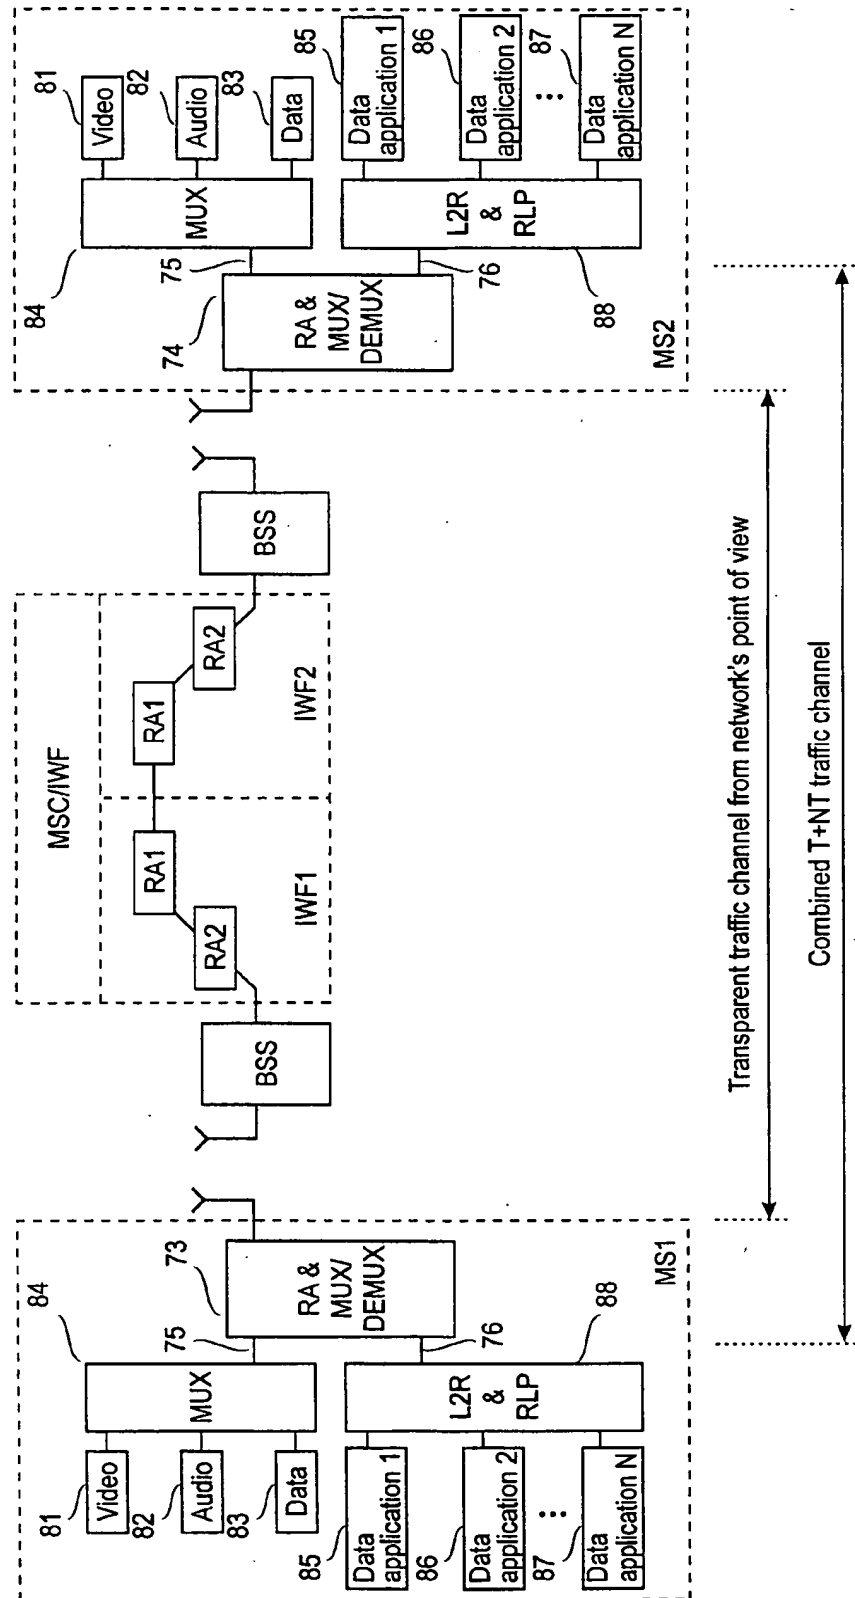 84
75
73
81
Video
82
Audio
83
Data
MUX
RA &
MUX/
DEMUX
85
Data
application 1
86
Data
application 2
87
Data
application N
L2R
&
RLP
76
88
MS1
BSS
MSC/IWF
RA2
RA1
IWF1
RA1
RA2
IWF2
BSS
84
75
74
RA &
MUX/
DEMUX
MUX
81
Video
82
Audio
83
Data
76
88
L2R
&
RLP
85
Data
application 1
86
Data
application 2
87
Data
application N
MS2
Transparent traffic channel from network's point of view
Combined T+NT traffic channel